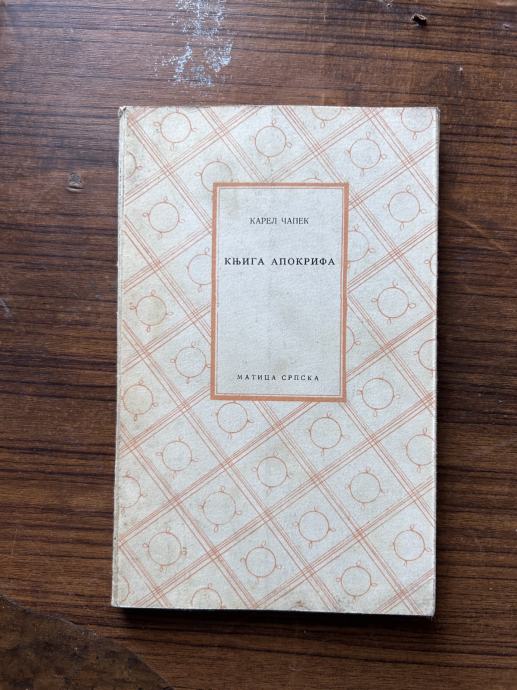 КАРЕЛ ЧАПЕК
КЊИГА АПОКРИФА
МАТИЦА СРПСКА